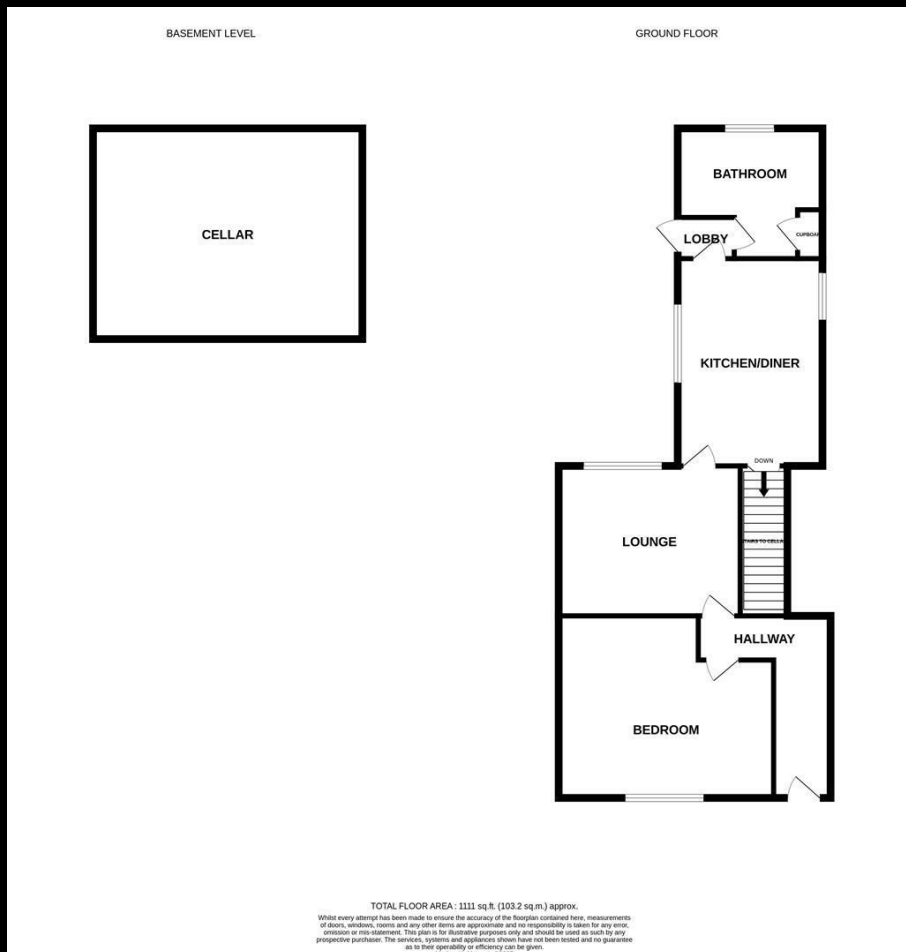 BASEMENT LEVEL
GROUND FLOOR
CELLAR
BATHROOM
LOBBY
KITCHEN/DINER
DOWN
LOUNGE
HALLWAY
BEDROOM
TOTAL FLOOR AREA : 1111 sq.ft. (103.2 sq.m.) approx.
Whilst every attempt has been made to ensure the accuracy of the floorplan contained here, measurements
of doors, windows, rooms and any other items are approximate and no responsibility is taken for any error,
omission or mis-statement. This plan is for illustrative purposes only and should be used as such by any
prospective purchaser. The services, systems and appliances shown have not been tested and no guarantee
as to their operability or efficiency can be given.